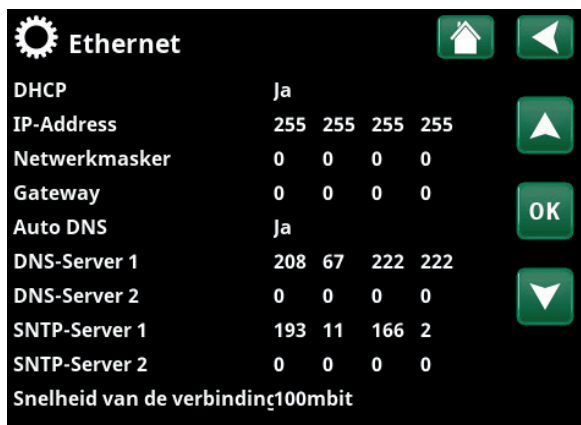 Ethernet
DHCP Ja
IP-Address 255 255 255 255
Netwerkmasker 0 0 0 0
Gateway 0 0 0 0
Auto DNS Ja
OK
DNS-Server 1 208 67 222 222
DNS-Server 2 0 0 0 0
SNTP-Server 1 193 11 166 2
SNTP-Server 2 0 0 0 0
Snelheid van de verbinding 100mbit